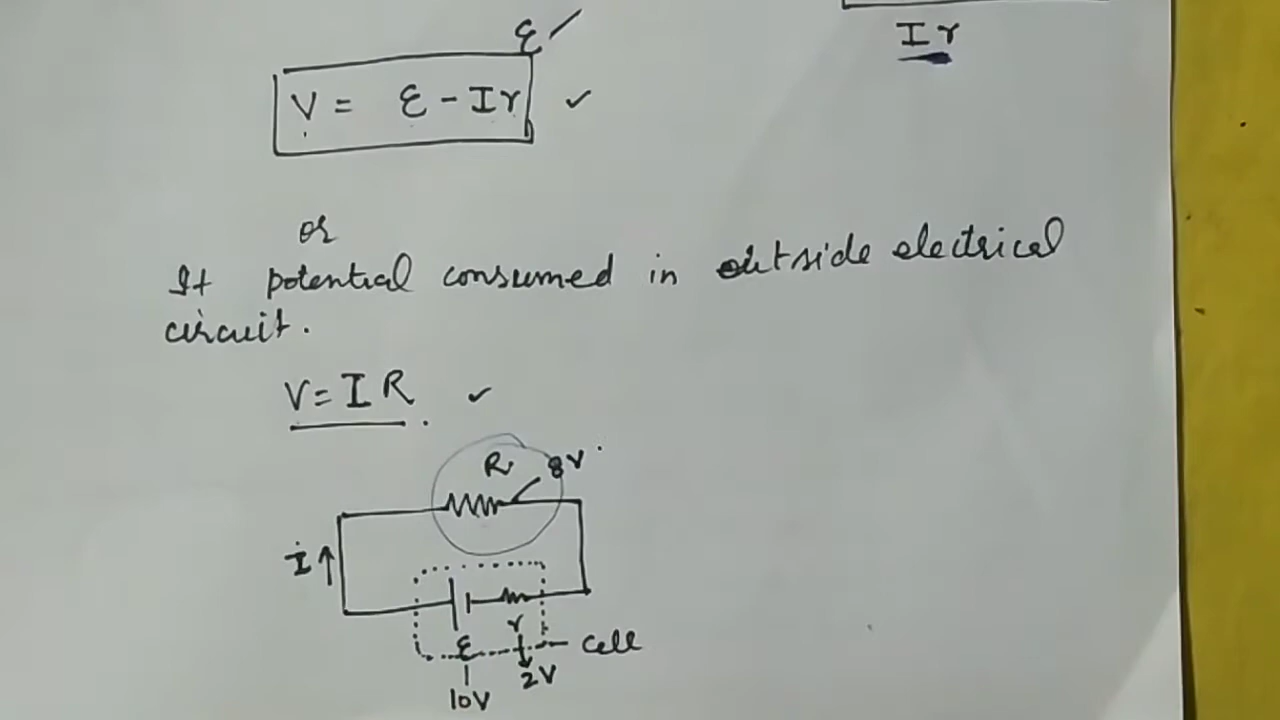 ε
Ir
V = ε - Ir
or
It potential consumed in outside electrical
circuit.
V = IR
R 8V
I
r
ε cell
2V
10V